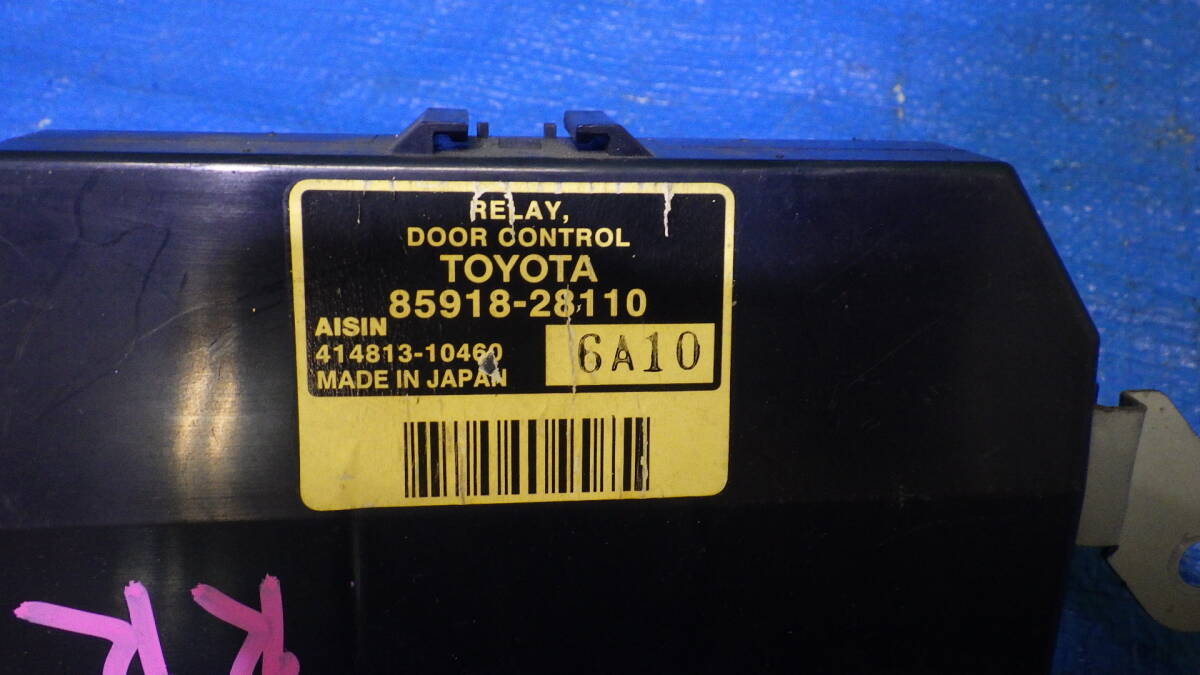 RELAY,
DOOR CONTROL
TOYOTA
85918-28110
AISIN
414813-10460
MADE IN JAPAN
6A10